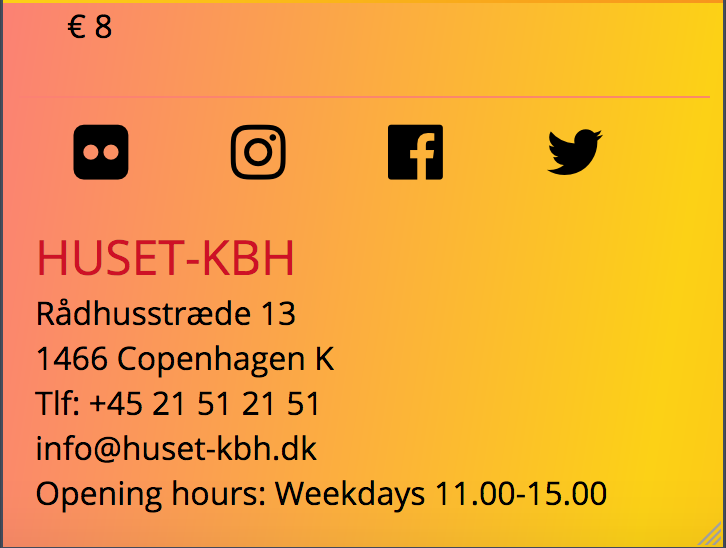 € 8
HUSET-KBH
Rådhusstræde 13
1466 Copenhagen K
Tlf: +45 21 51 21 51
info@huset-kbh.dk
Opening hours: Weekdays 11.00-15.00